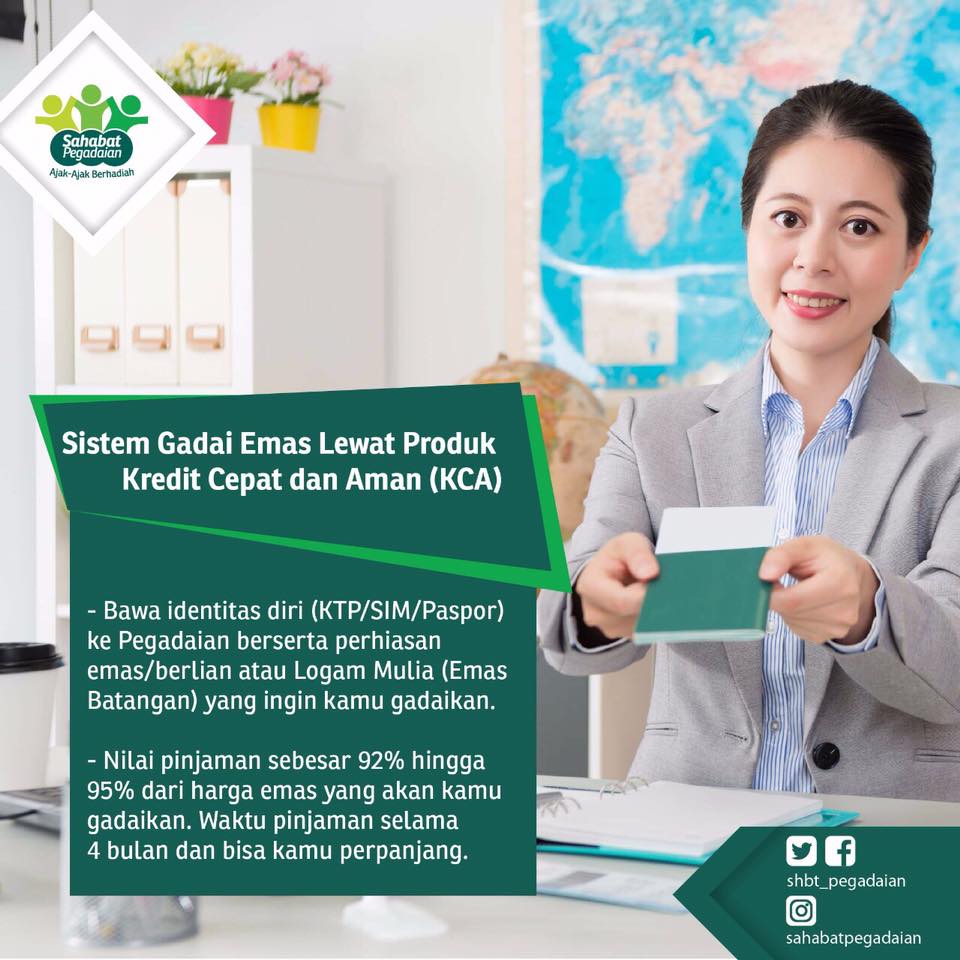 Sahabat
Pegadaian
Ajak-Ajak Berhadiah
Sistem Gadai Emas Lewat Produk
Kredit Cepat dan Aman (KCA)
- Bawa identitas diri (KTP/SIM/Paspor)
ke Pegadaian berserta perhiasan
emas/berlian atau Logam Mulia (Emas
Batangan) yang ingin kamu gadaikan.
- Nilai pinjaman sebesar 92% hingga
95% dari harga emas yang akan kamu
gadaikan. Waktu pinjaman selama
4 bulan dan bisa kamu perpanjang.
shbt_pegadaian
sahabatpegadaian